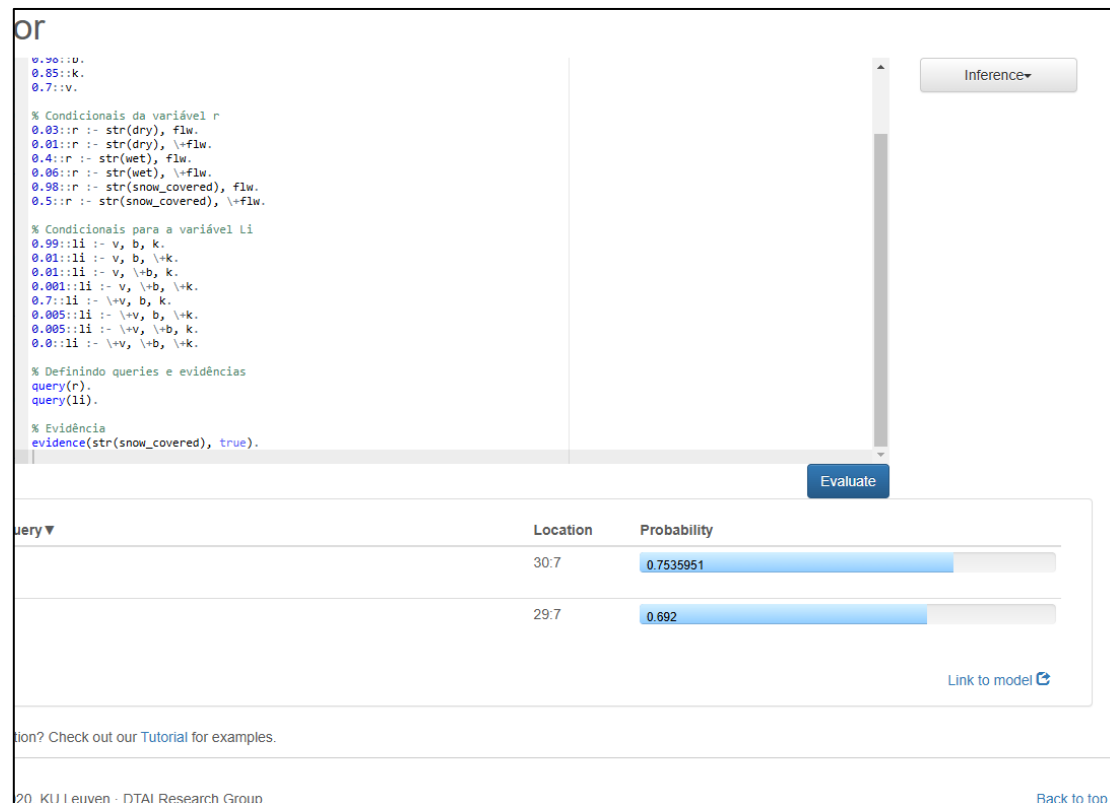 or
0.98::b.
0.85::k.
0.7::v.
Inference
% Condicionais da variável r
0.03::r :- str(dry), flw.
0.01::r :- str(dry), \+flw.
0.4::r :- str(wet), flw.
0.06::r :- str(wet), \+flw.
0.98::r :- str(snow_covered), flw.
0.5::r :- str(snow_covered), \+flw.
% Condicionais para a variável Li
0.99::li :- v, b, k.
0.01::li :- v, b, \+k.
0.01::li :- v, \+b, k.
0.001::li :- v, \+b, \+k.
0.7::li :- \+v, b, k.
0.005::li :- \+v, b, \+k.
0.005::li :- \+v, \+b, k.
0.0::li :- \+v, \+b, \+k.
% Definindo queries e evidências
query(r).
query(li).
% Evidência
evidence(str(snow_covered), true).
Evaluate
uery▼ Location Probability
30:7 0.7535951
29:7 0.692
Link to model
tion? Check out our Tutorial for examples.
20 KU Leuven - DTAI Research Group Back to top